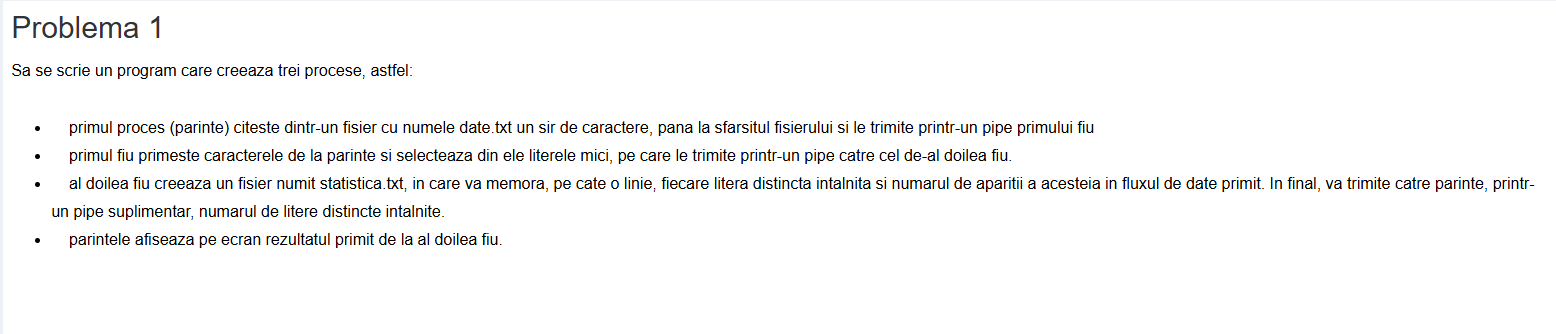 Problema 1
Sa se scrie un program care creeaza trei procese, astfel:
• primul proces (parinte) citeste dintr-un fisier cu numele date.txt un sir de caractere, pana la sfarsitul fisierului si le trimite printr-un pipe primului fiu
• primul fiu primeste caracterele de la parinte si selecteaza din ele literele mici, pe care le trimite printr-un pipe catre cel de-al doilea fiu.
• al doilea fiu creeaza un fisier numit statistica.txt, in care va memora, pe cate o linie, fiecare litera distincta intalnita si numarul de aparitii a acesteia in fluxul de date primit. In final, va trimite catre parinte, printr-
un pipe suplimentar, numarul de litere distincte intalnite.
• parintele afiseaza pe ecran rezultatul primit de la al doilea fiu.